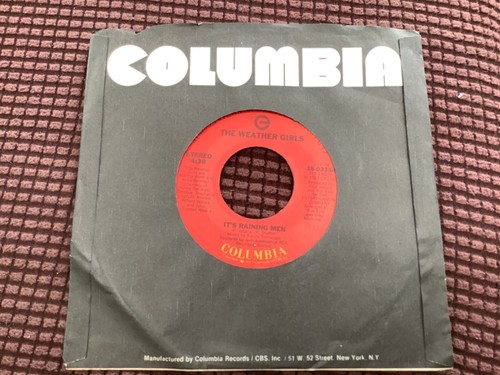 COLUMBIA
THE WEATHER GIRLS
STEREO
IT'S RAINING MEN
COLUMBIA
Manufactured by Columbia Records / CBS, Inc / 51 W. 52 Street, New York, N.Y.